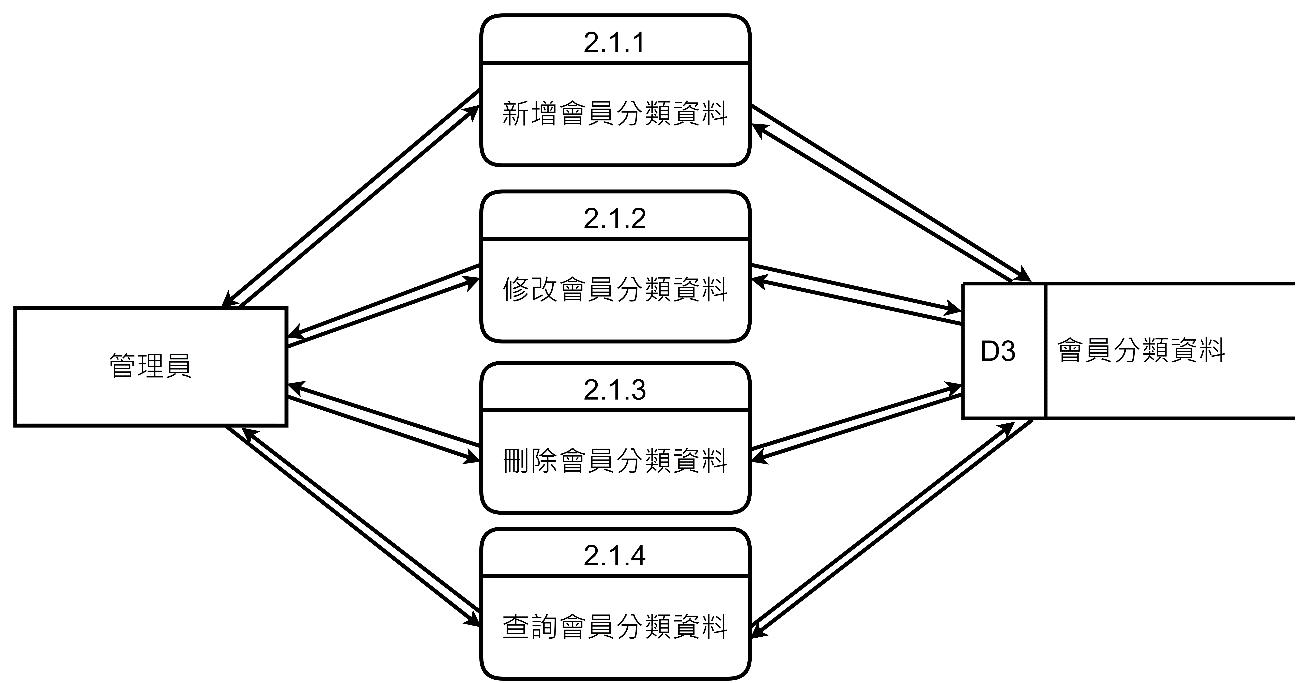 2.1.1
新增會員分類資料
2.1.2
修改會員分類資料
管理員
D3
會員分類資料
2.1.3
刪除會員分類資料
2.1.4
查詢會員分類資料